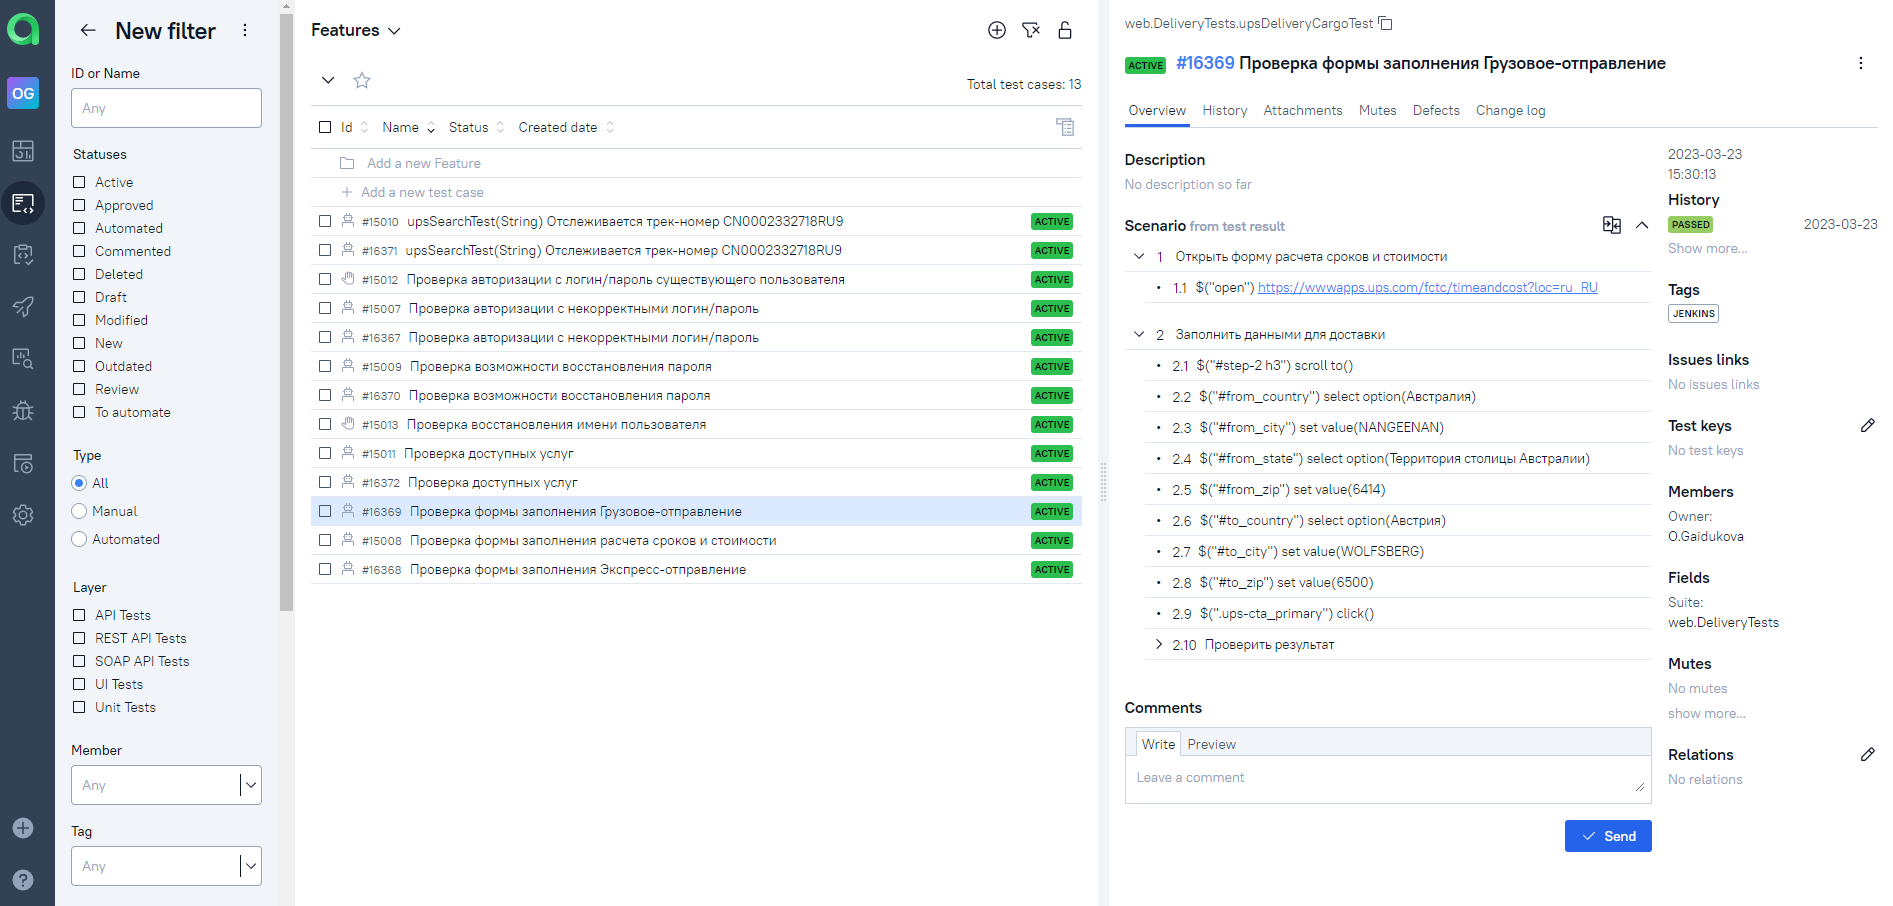 OG
New filter
ID or Name
Any
Statuses
Active
Approved
Automated
Commented
Deleted
Draft
Modified
New
Outdated
Review
To automate
Type
All
Manual
Automated
Layer
API Tests
REST API Tests
SOAP API Tests
UI Tests
Unit Tests
Member
Any
Tag
Any
Features
Total test cases: 13
Id Name Status Created date
Add a new Feature
Add a new test case
#15010 upsSearchTest(String) Отслеживается трек-номер CN0002332718RU9 ACTIVE
#16371 upsSearchTest(String) Отслеживается трек-номер CN0002332718RU9 ACTIVE
#15012 Проверка авторизации с логин/пароль существующего пользователя ACTIVE
#15007 Проверка авторизации с некорректными логин/пароль ACTIVE
#16367 Проверка авторизации с некорректными логин/пароль ACTIVE
#15009 Проверка возможности восстановления пароля ACTIVE
#16370 Проверка возможности восстановления пароля ACTIVE
#15013 Проверка восстановления имени пользователя ACTIVE
#15011 Проверка доступных услуг ACTIVE
#16372 Проверка доступных услуг ACTIVE
#16369 Проверка формы заполнения Грузовое-отправление ACTIVE
#15008 Проверка формы заполнения расчета сроков и стоимости ACTIVE
#16368 Проверка формы заполнения Экспресс-отправление ACTIVE
web.DeliveryTests.upsDeliveryCargoTest
ACTIVE #16369 Проверка формы заполнения Грузовое-отправление
Overview History Attachments Mutes Defects Change log
Description
No description so far
Scenario from test result
1 Открыть форму расчета сроков и стоимости
1.1 $("open") https://wwwapps.ups.com/fctc/timeandcost?loc=ru_RU
2 Заполнить данными для доставки
2.1 $("#step-2 h3") scroll to()
2.2 $("#from_country") select option(Австралия)
2.3 $("#from_city") set value(NANGEENAN)
2.4 $("#from_state") select option(Территория столицы Австралии)
2.5 $("#from_zip") set value(6414)
2.6 $("#to_country") select option(Австрия)
2.7 $("#to_city") set value(WOLFSBERG)
2.8 $("#to_zip") set value(6500)
2.9 $(".ups-cta_primary") click()
2.10 Проверить результат
Comments
Write Preview
Leave a comment
Send
2023-03-23
15:30:13
History
PASSED 2023-03-23
Show more...
Tags
JENKINS
Issues links
No issues links
Test keys
No test keys
Members
Owner:
O.Gaidukova
Fields
Suite:
web.DeliveryTests
Mutes
No mutes
show more...
Relations
No relations